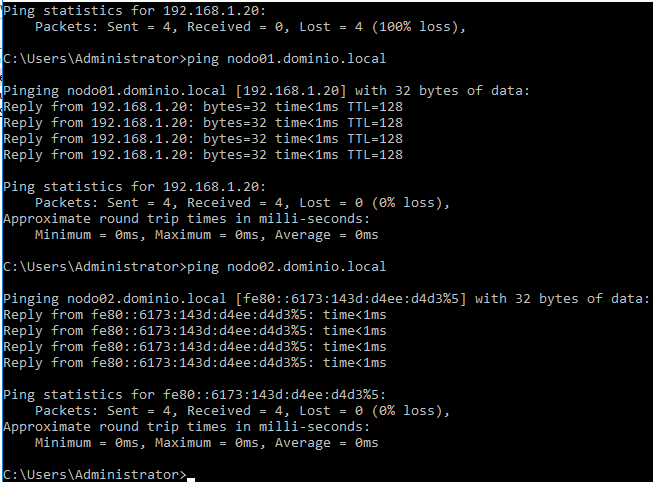 Ping statistics for 192.168.1.20:
    Packets: Sent = 4, Received = 0, Lost = 4 (100% loss),
C:\Users\Administrator>ping nodo01.dominio.local
Pinging nodo01.dominio.local [192.168.1.20] with 32 bytes of data:
Reply from 192.168.1.20: bytes=32 time<1ms TTL=128
Reply from 192.168.1.20: bytes=32 time<1ms TTL=128
Reply from 192.168.1.20: bytes=32 time<1ms TTL=128
Reply from 192.168.1.20: bytes=32 time<1ms TTL=128
Ping statistics for 192.168.1.20:
    Packets: Sent = 4, Received = 4, Lost = 0 (0% loss),
Approximate round trip times in milli-seconds:
    Minimum = 0ms, Maximum = 0ms, Average = 0ms
C:\Users\Administrator>ping nodo02.dominio.local
Pinging nodo02.dominio.local [fe80::6173:143d:d4ee:d4d3%5] with 32 bytes of data:
Reply from fe80::6173:143d:d4ee:d4d3%5: time<1ms
Reply from fe80::6173:143d:d4ee:d4d3%5: time<1ms
Reply from fe80::6173:143d:d4ee:d4d3%5: time<1ms
Reply from fe80::6173:143d:d4ee:d4d3%5: time<1ms
Ping statistics for fe80::6173:143d:d4ee:d4d3%5:
    Packets: Sent = 4, Received = 4, Lost = 0 (0% loss),
Approximate round trip times in milli-seconds:
    Minimum = 0ms, Maximum = 0ms, Average = 0ms
C:\Users\Administrator>